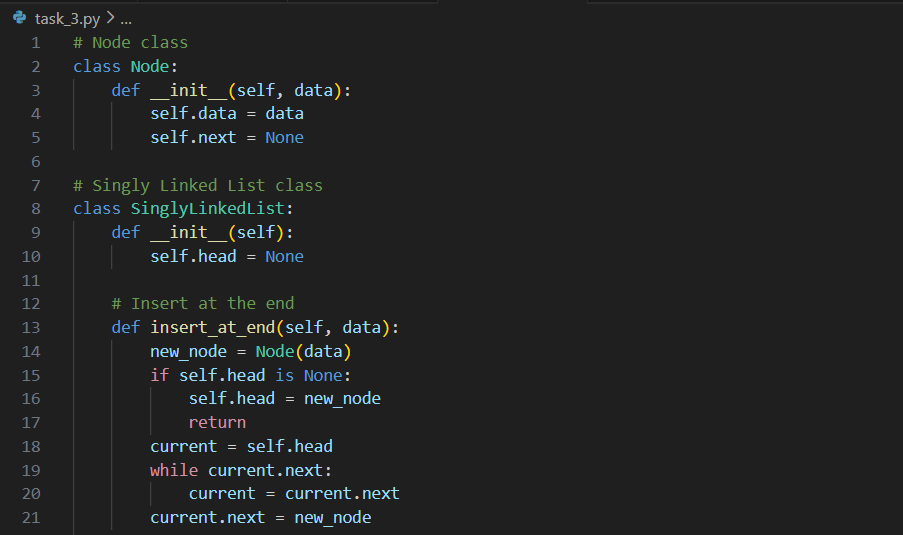 task_3.py > ...
1 # Node class
2 class Node:
3     def __init__(self, data):
4         self.data = data
5         self.next = None
6
7 # Singly Linked List class
8 class SinglyLinkedList:
9     def __init__(self):
10         self.head = None
11
12     # Insert at the end
13     def insert_at_end(self, data):
14         new_node = Node(data)
15         if self.head is None:
16             self.head = new_node
17             return
18         current = self.head
19         while current.next:
20             current = current.next
21         current.next = new_node